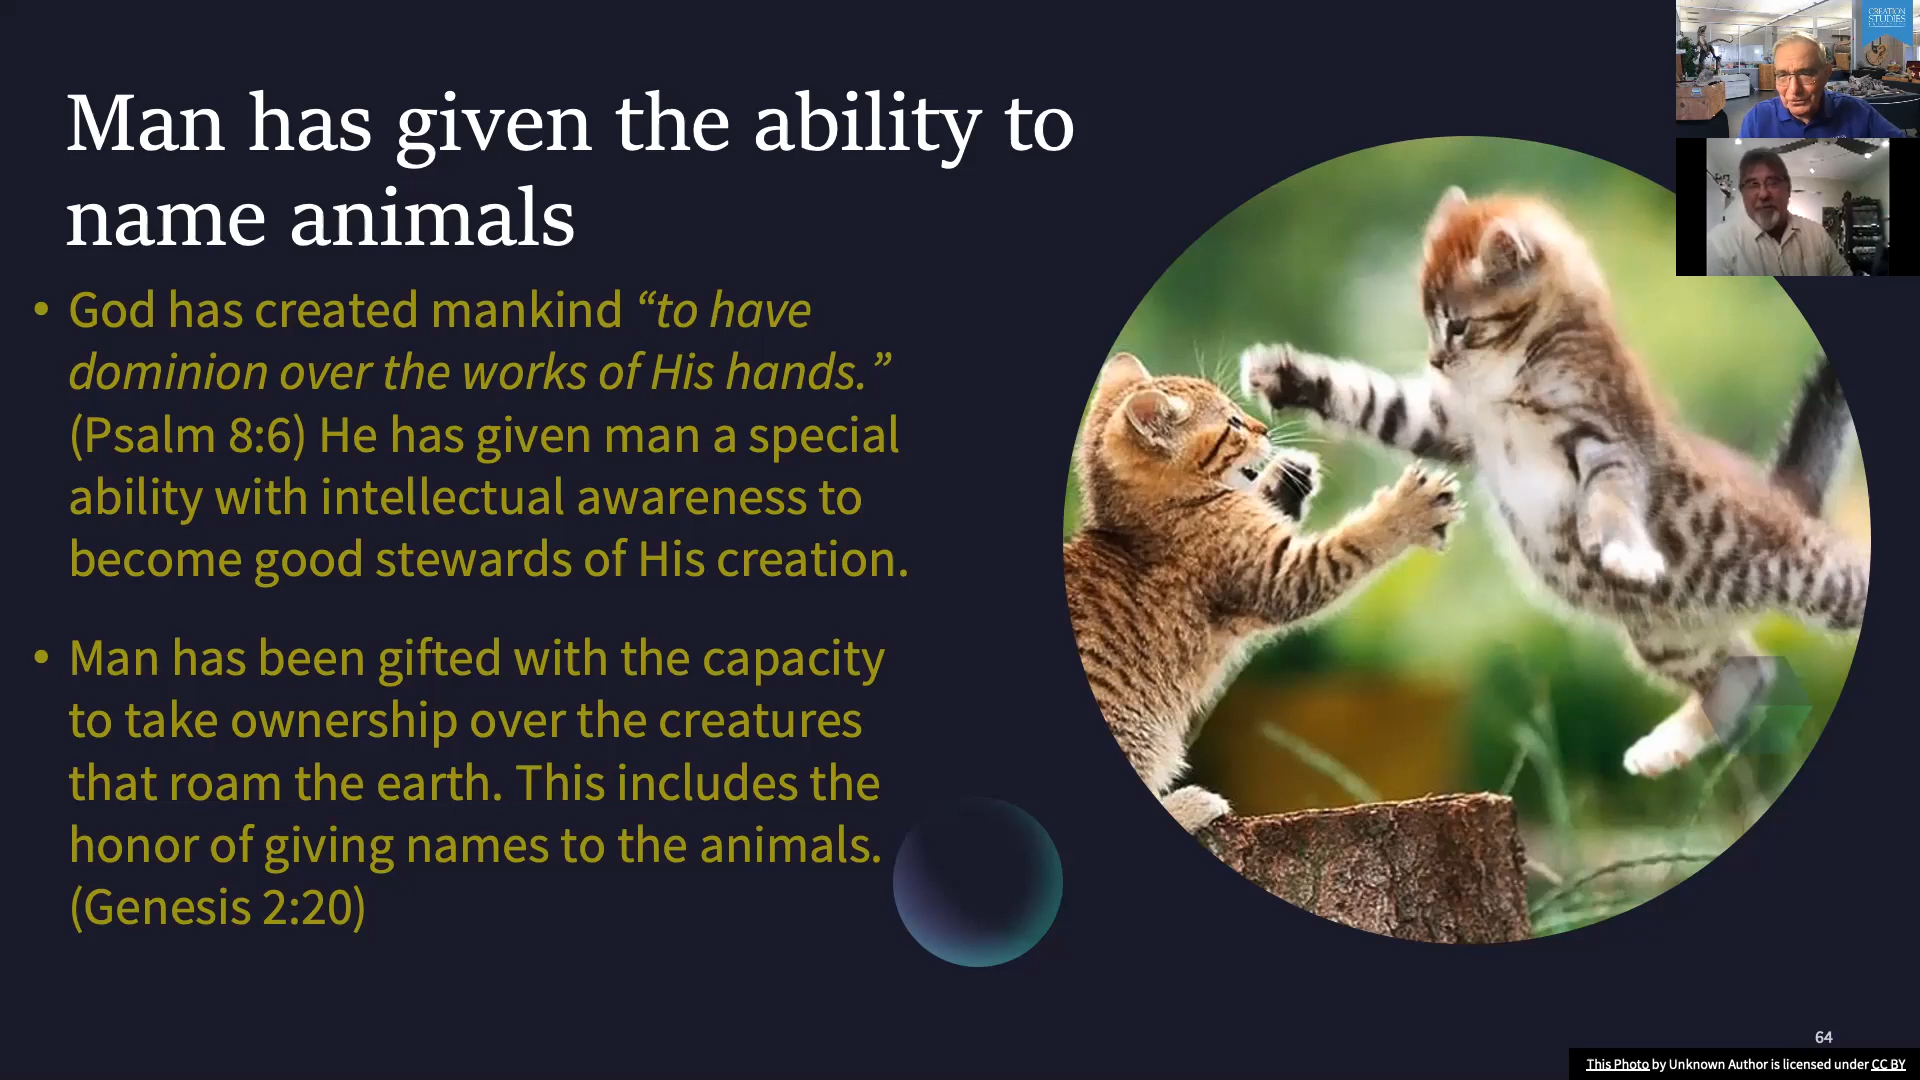 Man has given the ability to
name animals
• God has created mankind “to have
dominion over the works of His hands.”
(Psalm 8:6) He has given man a special
ability with intellectual awareness to
become good stewards of His creation.
• Man has been gifted with the capacity
to take ownership over the creatures
that roam the earth. This includes the
honor of giving names to the animals.
(Genesis 2:20)
CREATION
STUDIES
64
This Photo by Unknown Author is licensed under CC BY